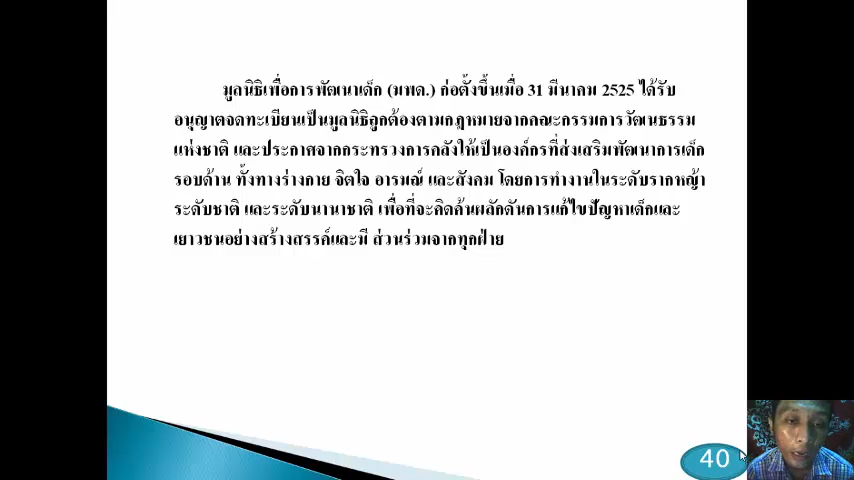 มูลนิธิเพื่อการพัฒนาเด็ก (มพด.) ก่อตั้งขึ้นเมื่อ 31 มีนาคม 2525 ได้รับ
อนุญาตจดทะเบียนเป็นมูลนิธิถูกต้องตามกฎหมายจากคณะกรรมการวัฒนธรรม
แห่งชาติ และประกาศจากกระทรวงการคลังให้เป็นองค์กรที่ส่งเสริมพัฒนาการเด็ก
รอบด้าน ทั้งทางร่างกาย จิตใจ อารมณ์ และสังคม โดยการทำงานในระดับรากหญ้า
ระดับชาติ และระดับนานาชาติ เพื่อที่จะคิดค้นผลักดันการแก้ไขปัญหาเด็กและ
เยาวชนอย่างสร้างสรรค์และมี ส่วนร่วมจากทุกฝ่าย
40